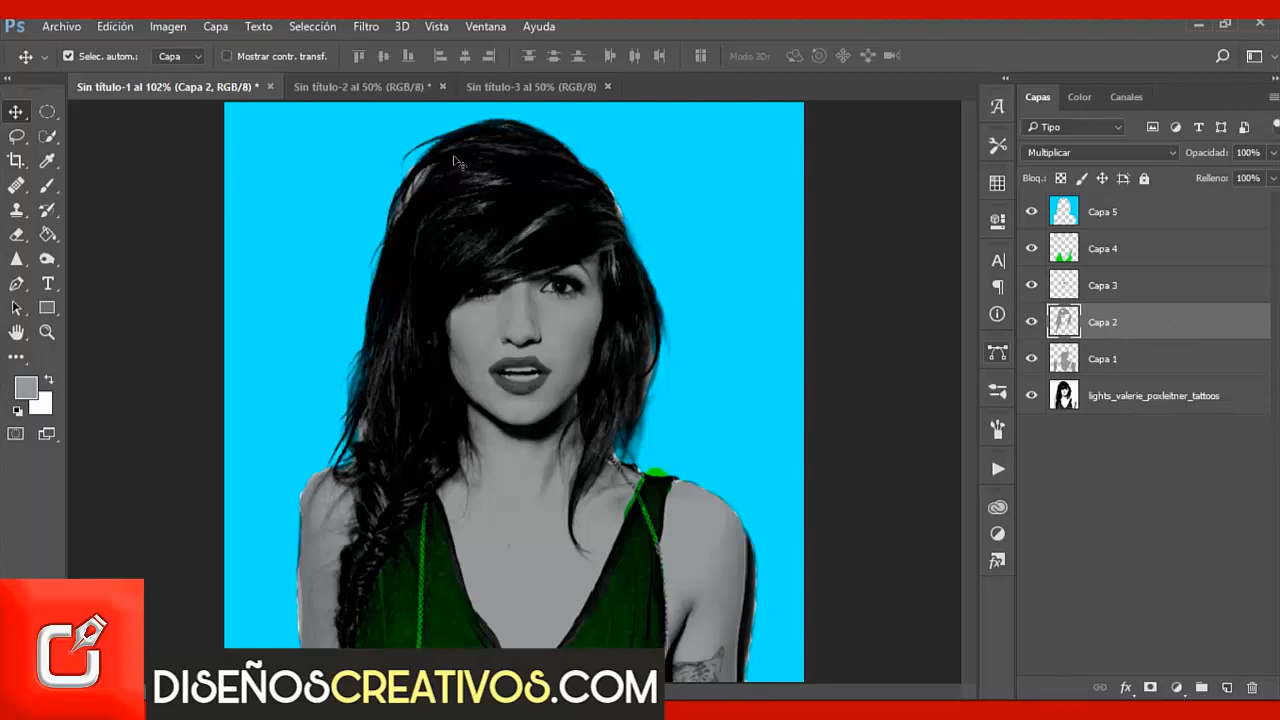 Ps Archivo Edición Imagen Capa Texto Selección Filtro 3D Vista Ventana Ayuda
Selec. autom.: Capa Mostrar contr. transf. Modo 3D:
Sin título-1 al 102% (Capa 2, RGB/8) * × Sin título-2 al 50% (RGB/8) * × Sin título-3 al 50% (RGB/8) ×
Capas Color Canales
Tipo
Multiplicar Opacidad: 100%
Bloq.: Relleno: 100%
Capa 5
Capa 4
Capa 3
Capa 2
Capa 1
lights_valerie_poxleitner_tattoos
DISEÑOSCREATIVOS.COM